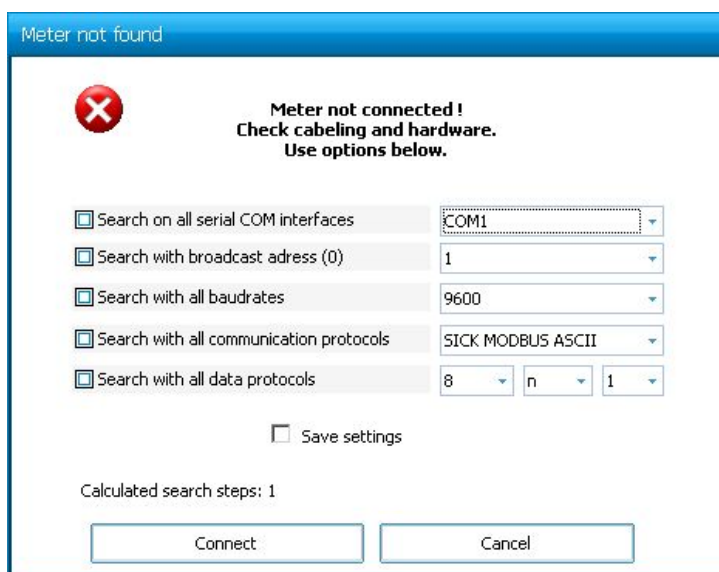 Meter not found
Meter not connected !
Check cabeling and hardware.
Use options below.
Search on all serial COM interfaces COM1
Search with broadcast adress (0) 1
Search with all baudrates 9600
Search with all communication protocols SICK MODBUS ASCII
Search with all data protocols 8 n 1
Save settings
Calculated search steps: 1
Connect Cancel